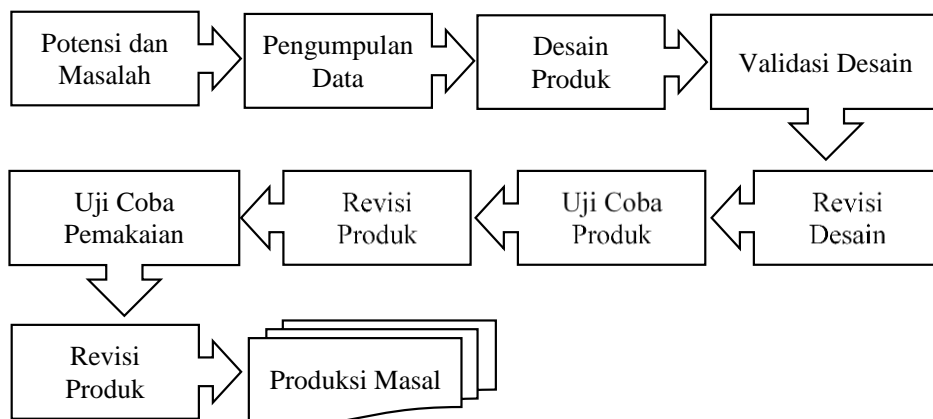 Potensi dan
Masalah
Pengumpulan
Data
Desain
Produk
Validasi Desain
Revisi
Desain
Uji Coba
Produk
Revisi
Produk
Uji Coba
Pemakaian
Revisi
Produk
Produksi Masal